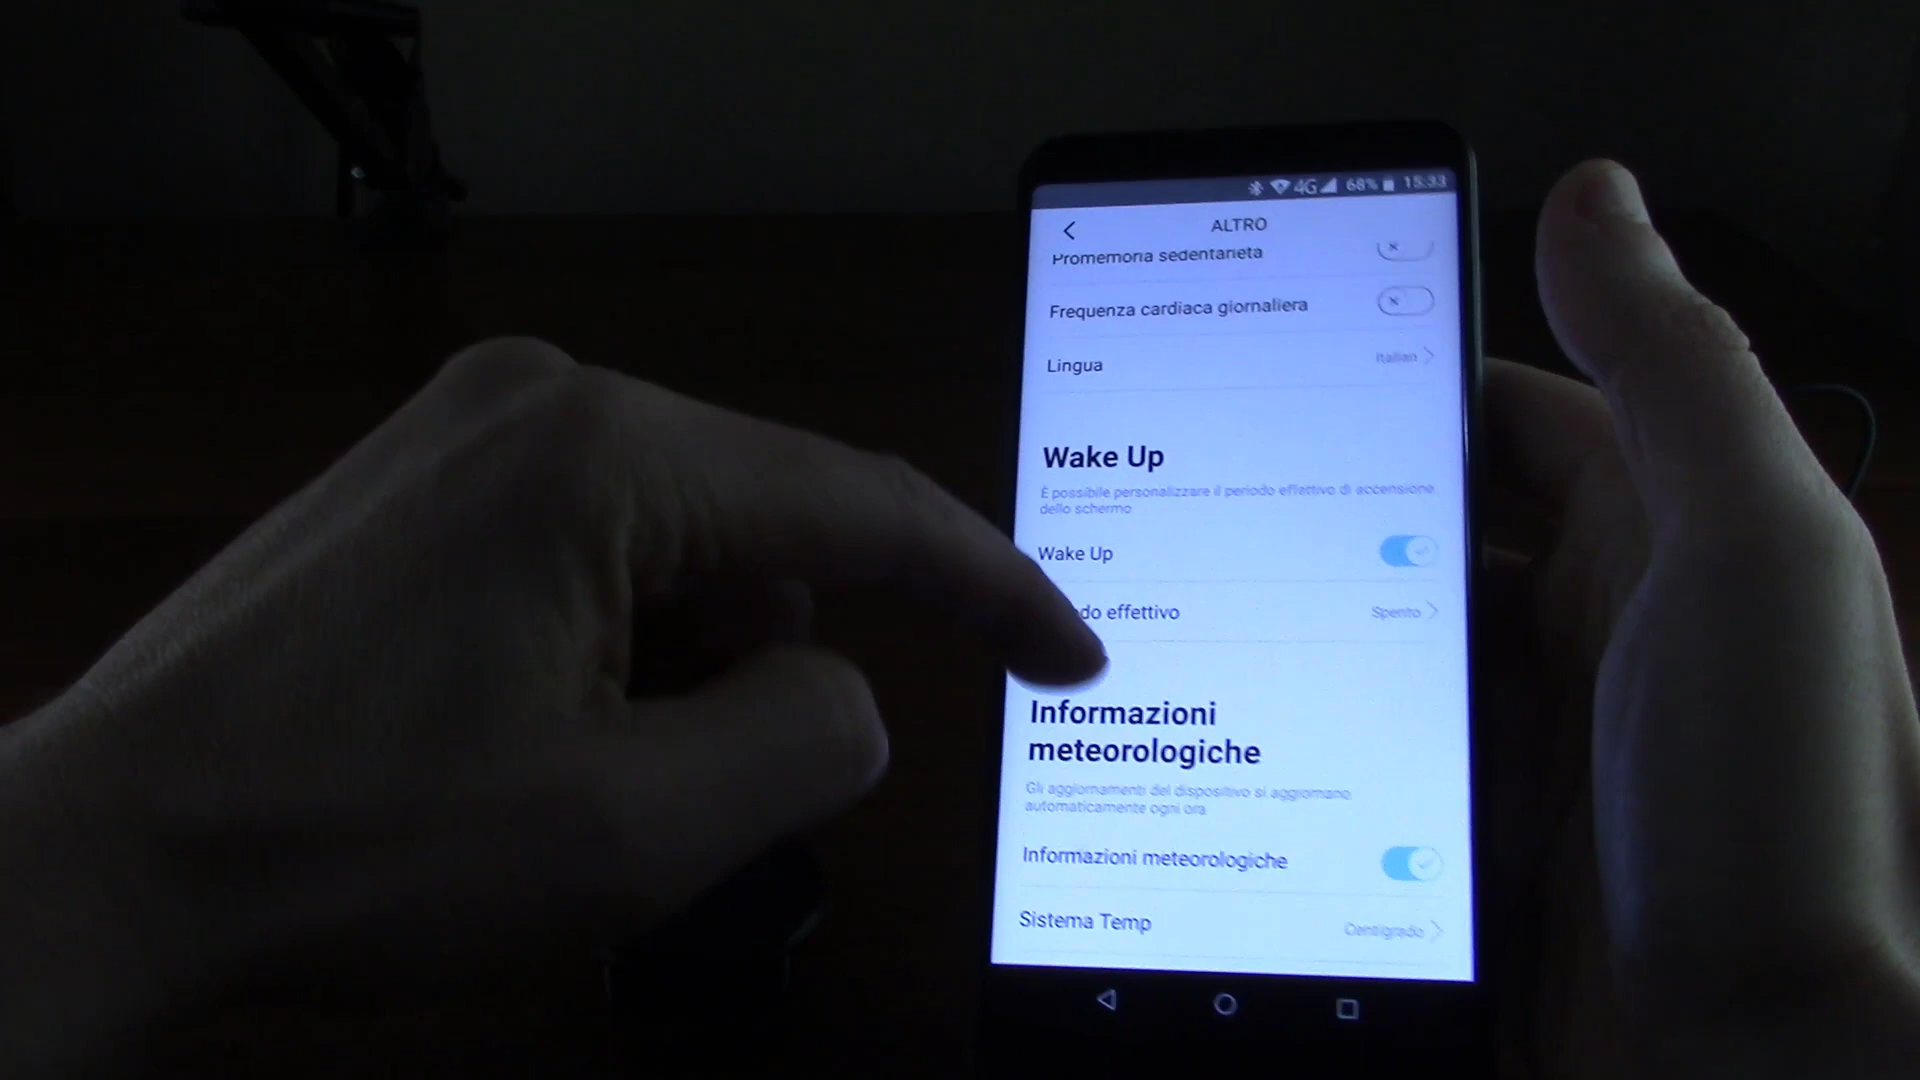 4G 68% 15:33
ALTRO
Promemoria sedentarietà
Frequenza cardiaca giornaliera
Lingua Italian
Wake Up
È possibile personalizzare il periodo effettivo di accensione
dello schermo
Wake Up
do effettivo Spento
Informazioni
meteorologiche
Gli aggiornamenti del dispositivo si aggiornano
automaticamente ogni ora
Informazioni meteorologiche
Sistema Temp Centigrado